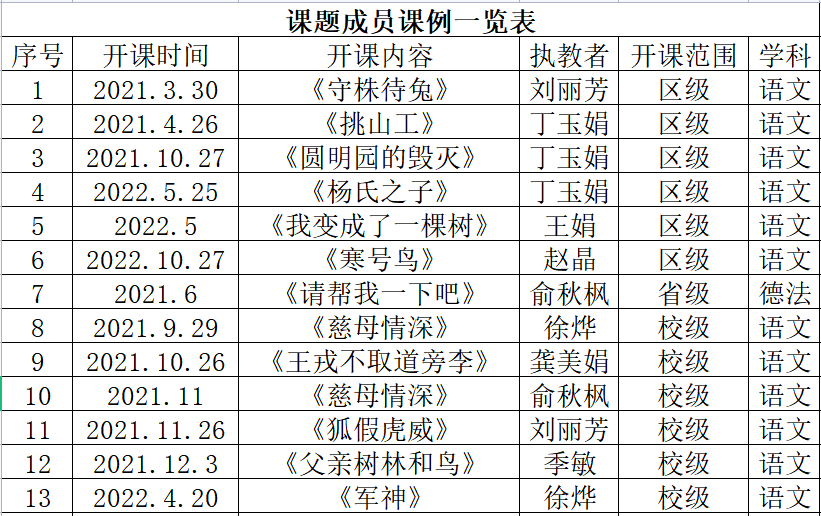 课题成员课例一览表
序号 开课时间 开课内容 执教者 开课范围 学科
1 2021.3.30 《守株待兔》 刘丽芳 区级 语文
2 2021.4.26 《挑山工》 丁玉娟 区级 语文
3 2021.10.27 《圆明园的毁灭》 丁玉娟 区级 语文
4 2022.5.25 《杨氏之子》 丁玉娟 区级 语文
5 2022.5 《我变成了一棵树》 王娟 区级 语文
6 2022.10.27 《寒号鸟》 赵晶 区级 语文
7 2021.6 《请帮我一下吧》 俞秋枫 省级 德法
8 2021.9.29 《慈母情深》 徐烨 校级 语文
9 2021.10.26 《王戎不取道旁李》 龚美娟 校级 语文
10 2021.11 《慈母情深》 俞秋枫 校级 语文
11 2021.11.26 《狐假虎威》 刘丽芳 校级 语文
12 2021.12.3 《父亲树林和鸟》 季敏 校级 语文
13 2022.4.20 《军神》 徐烨 校级 语文